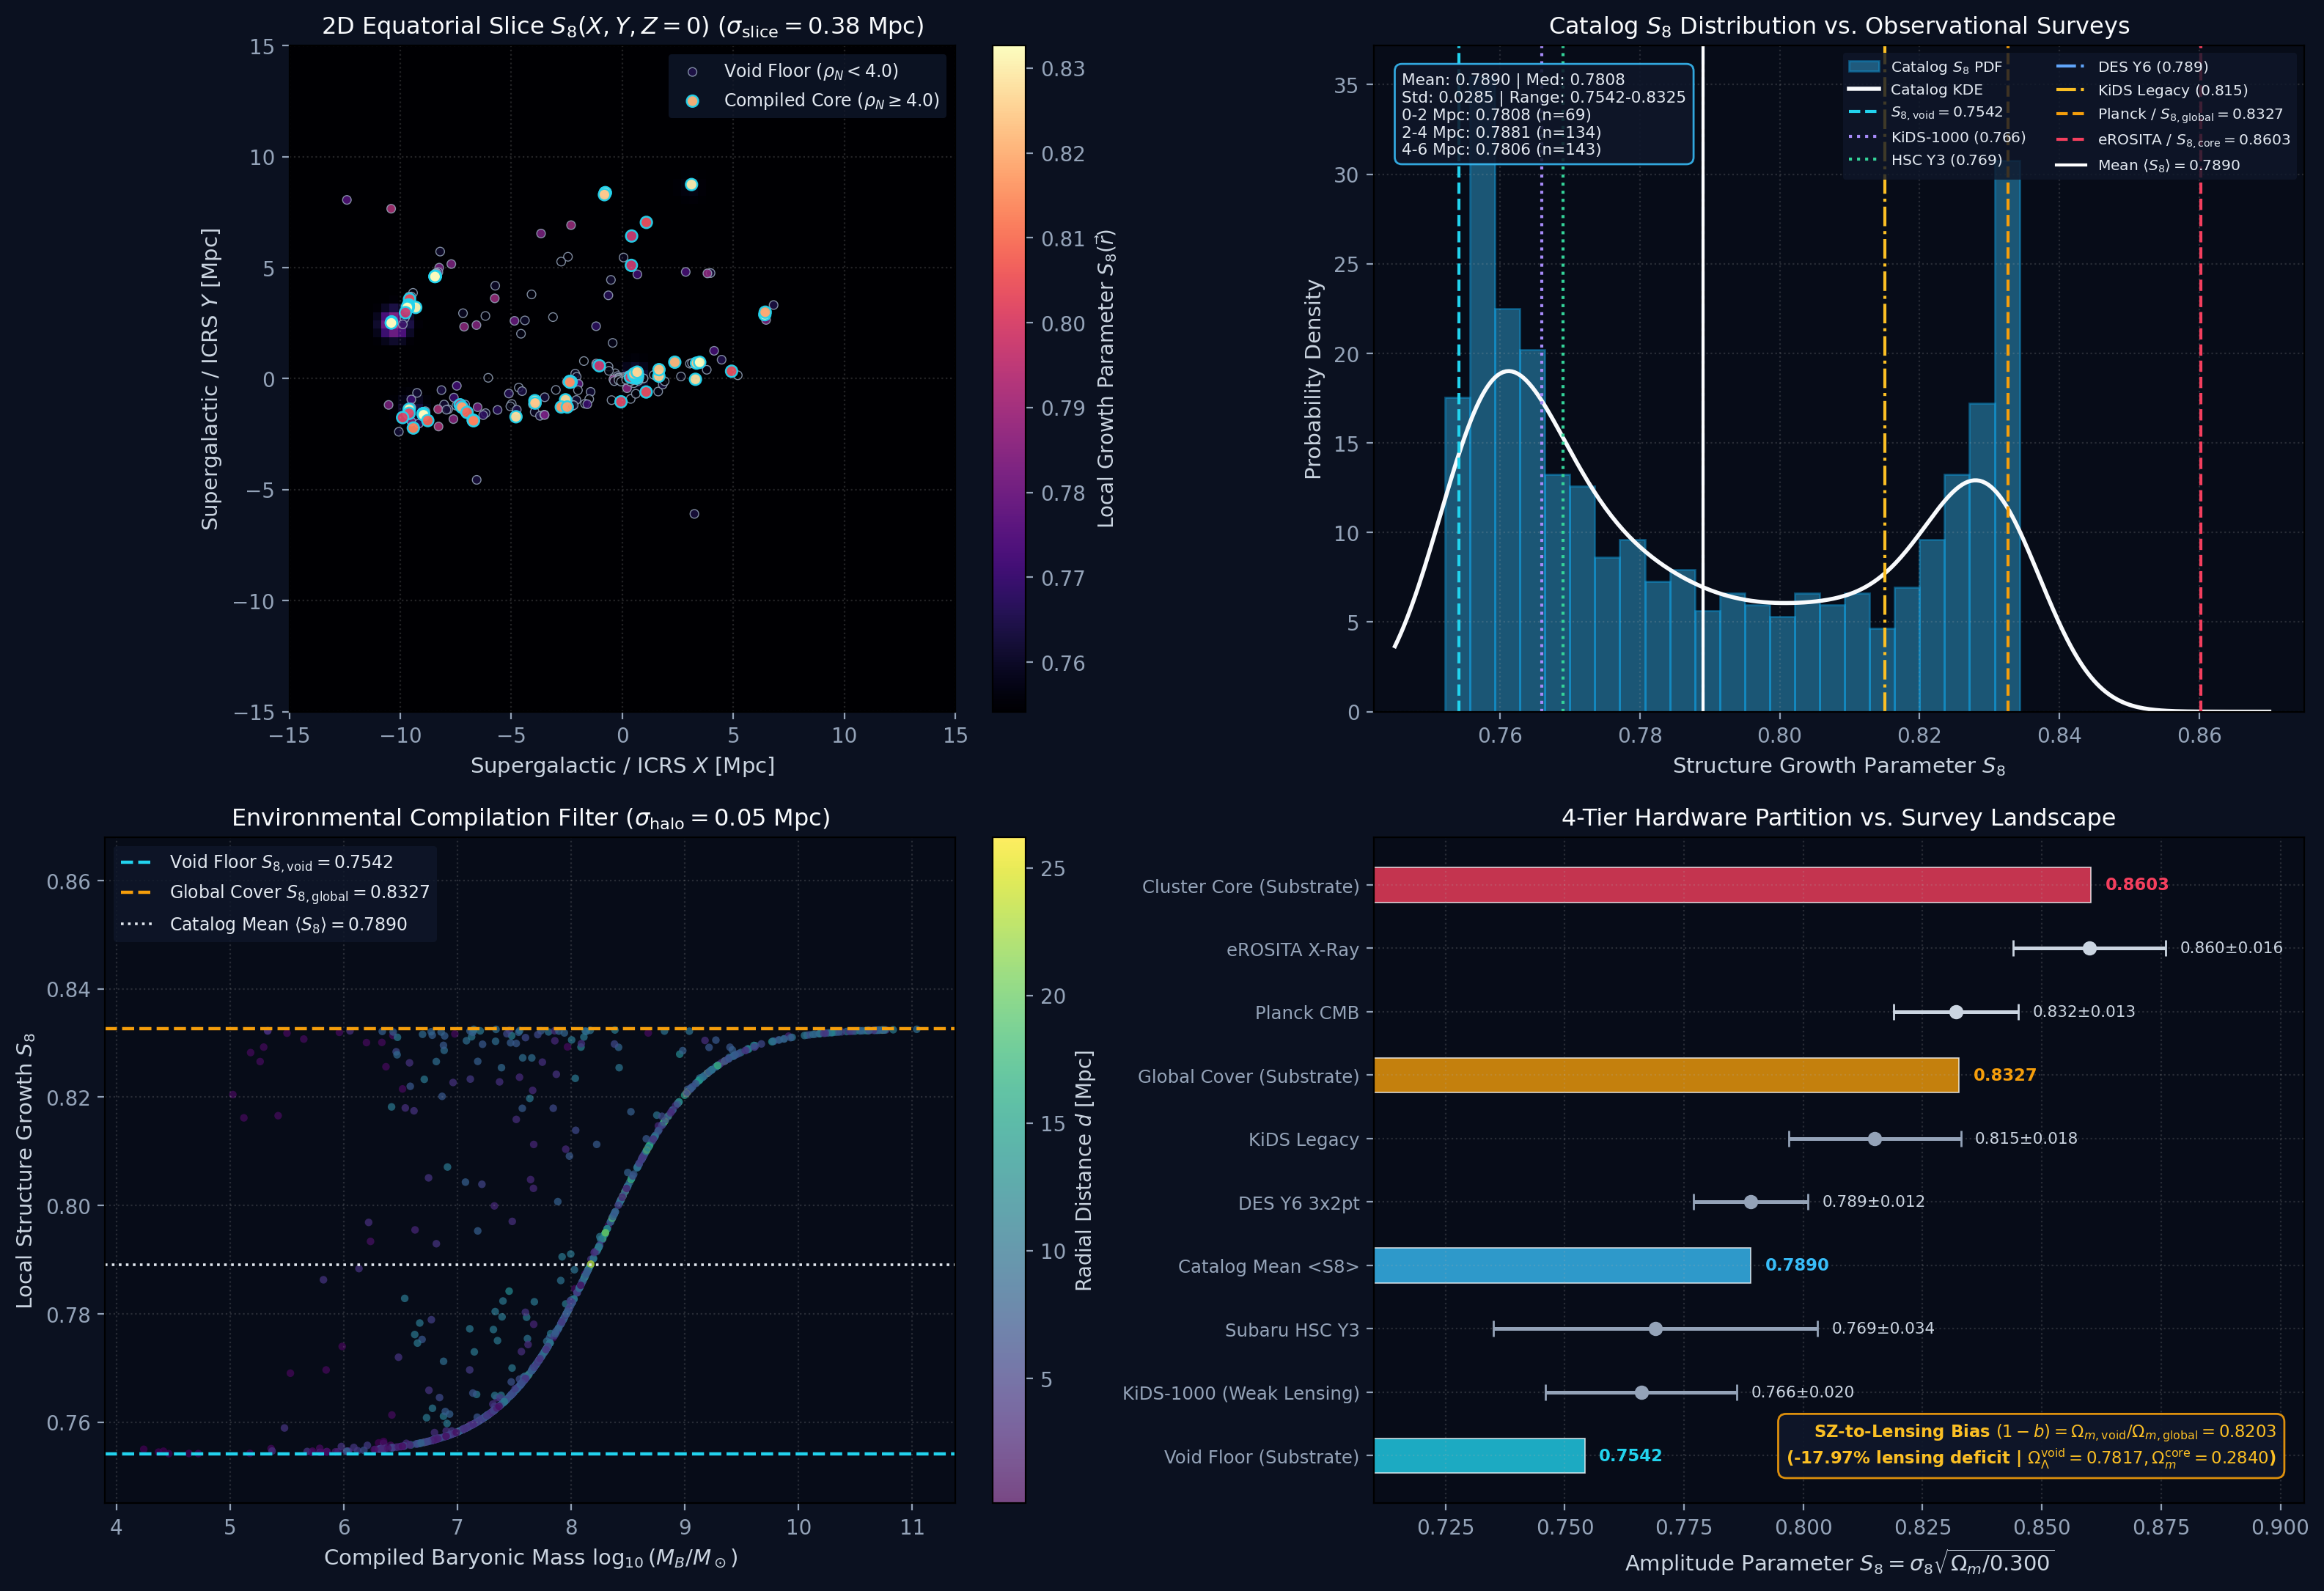 2D Equatorial Slice S₈(X, Y, Z = 0) (σ_slice = 0.38 Mpc)
Void Floor (ρ_N < 4.0)
Compiled Core (ρ_N ≥ 4.0)
15
10
5
0
−5
−10
−15
Supergalactic / ICRS Y [Mpc]
−15
−10
−5
0
5
10
15
Supergalactic / ICRS X [Mpc]
0.83
0.82
0.81
0.80
0.79
0.78
0.77
0.76
Local Growth Parameter S₈(r⃗)
Catalog S₈ Distribution vs. Observational Surveys
Mean: 0.7890 | Med: 0.7808
Std: 0.0285 | Range: 0.7542-0.8325
0-2 Mpc: 0.7808 (n=69)
2-4 Mpc: 0.7881 (n=134)
4-6 Mpc: 0.7806 (n=143)
Catalog S₈ PDF
Catalog KDE
S₈,void = 0.7542
KiDS-1000 (0.766)
HSC Y3 (0.769)
DES Y6 (0.789)
KiDS Legacy (0.815)
Planck / S₈,global = 0.8327
eROSITA / S₈,core = 0.8603
Mean ⟨S₈⟩ = 0.7890
35
30
25
20
15
10
5
0
Probability Density
0.76
0.78
0.80
0.82
0.84
0.86
Structure Growth Parameter S₈
Environmental Compilation Filter (σ_halo = 0.05 Mpc)
Void Floor S₈,void = 0.7542
Global Cover S₈,global = 0.8327
Catalog Mean ⟨S₈⟩ = 0.7890
0.86
0.84
0.82
0.80
0.78
0.76
Local Structure Growth S₈
4
5
6
7
8
9
10
11
Compiled Baryonic Mass log₁₀(M_B/M_⊙)
25
20
15
10
5
Radial Distance d [Mpc]
4-Tier Hardware Partition vs. Survey Landscape
Cluster Core (Substrate)
0.8603
eROSITA X-Ray
0.860±0.016
Planck CMB
0.832±0.013
Global Cover (Substrate)
0.8327
KiDS Legacy
0.815±0.018
DES Y6 3x2pt
0.789±0.012
Catalog Mean <S8>
0.7890
Subaru HSC Y3
0.769±0.034
KiDS-1000 (Weak Lensing)
0.766±0.020
Void Floor (Substrate)
0.7542
SZ-to-Lensing Bias (1 − b) = Ω_m,void/Ω_m,global = 0.8203
(-17.97% lensing deficit | Ω_Λ^void = 0.7817, Ω_m^core = 0.2840)
0.725
0.750
0.775
0.800
0.825
0.850
0.875
0.900
Amplitude Parameter S₈ = σ₈√Ω_m/0.300